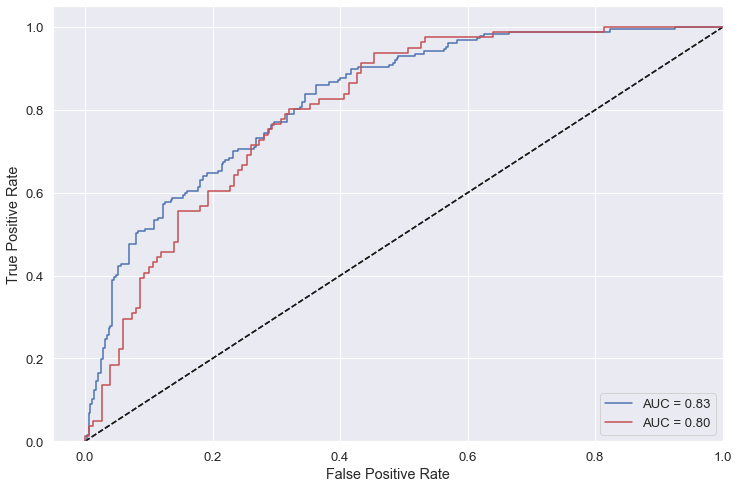 1.0
0.8
0.6
0.4
0.2
0.0
True Positive Rate
0.0 0.2 0.4 0.6 0.8 1.0
False Positive Rate
AUC = 0.83
AUC = 0.80